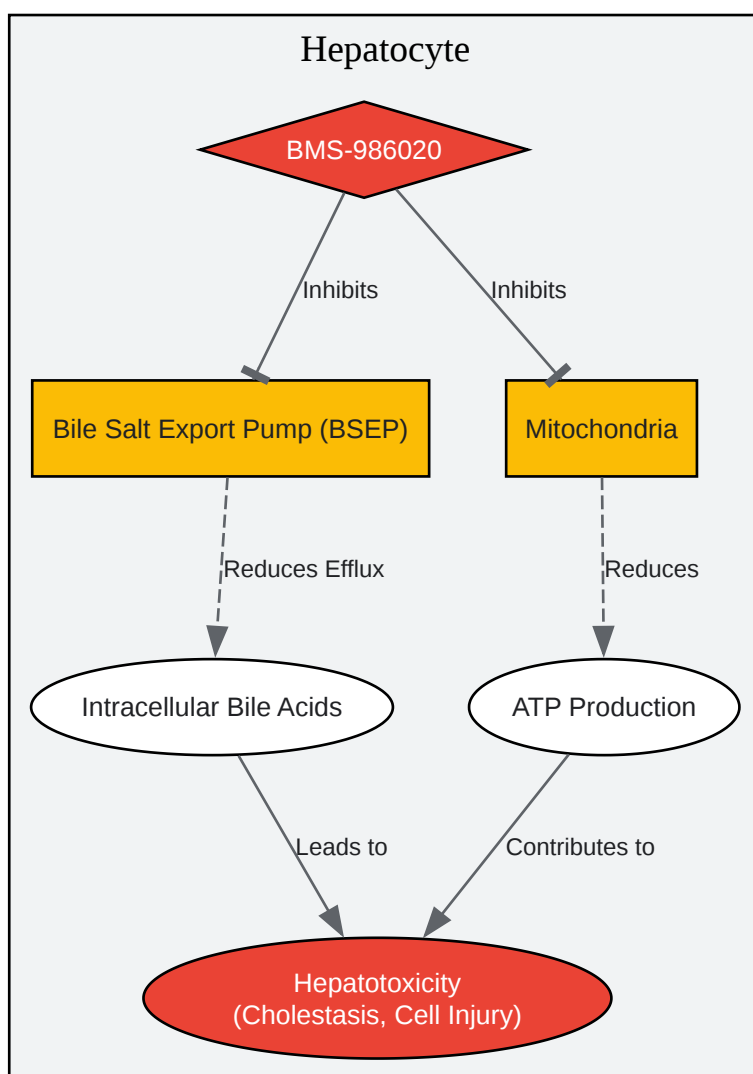 Hepatocyte
BMS-986020
Inhibits
Inhibits
Bile Salt Export Pump (BSEP)
Mitochondria
Reduces Efflux
Reduces
Intracellular Bile Acids
ATP Production
Leads to
Contributes to
Hepatotoxicity
(Cholestasis, Cell Injury)